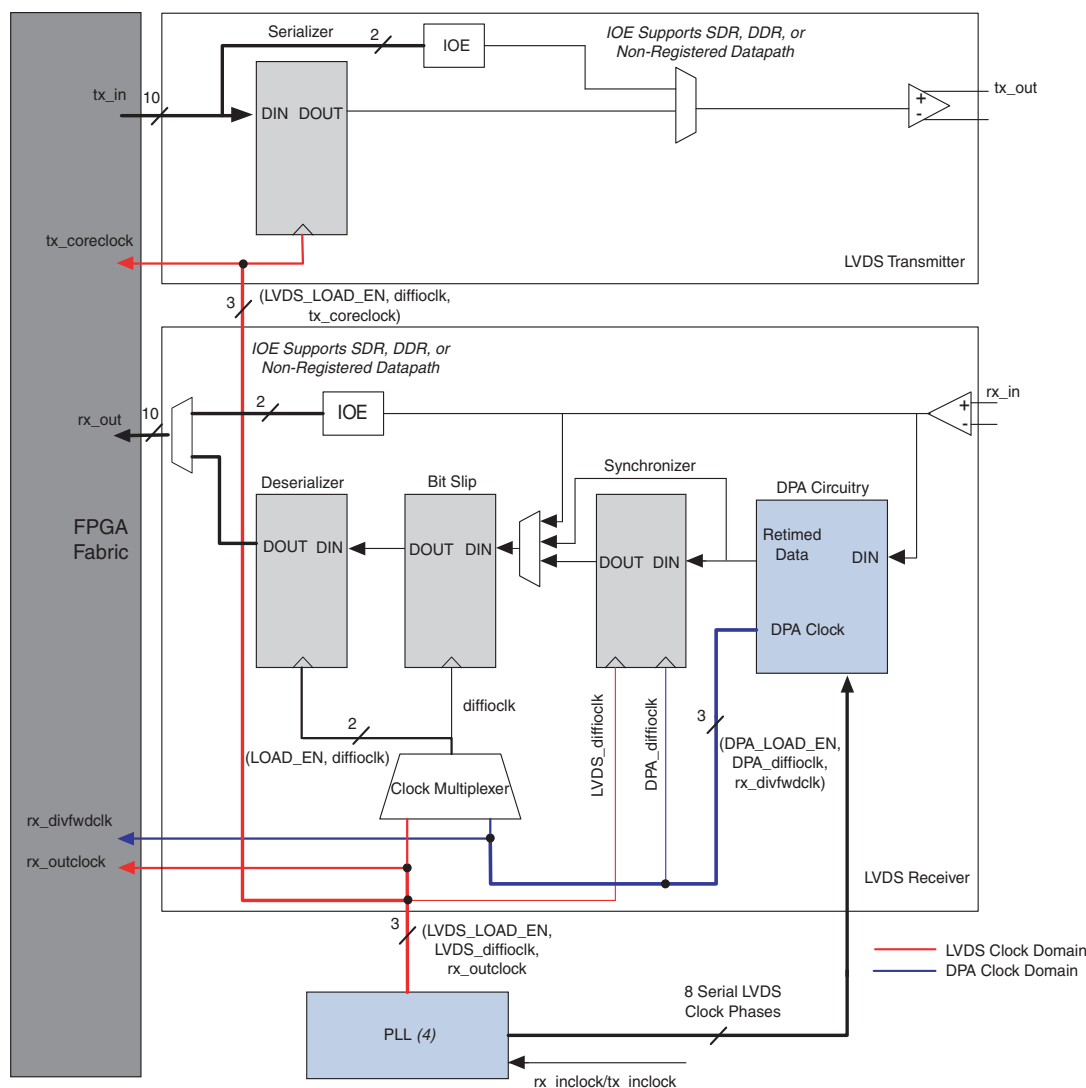 Serializer
2
IOE
IOE Supports SDR, DDR, or
Non-Registered Datapath
tx_in
10
DIN
DOUT
+
-
tx_out
tx_coreclock
LVDS Transmitter
3
(LVDS_LOAD_EN, diffioclk,
tx_coreclock)
IOE Supports SDR, DDR, or
Non-Registered Datapath
rx_out
10
2
IOE
+
-
rx_in
FPGA
Fabric
Deserializer
DOUT
DIN
Bit Slip
DOUT
DIN
Synchronizer
DOUT
DIN
DPA Circuitry
Retimed
Data
DIN
DPA Clock
2
(LOAD_EN, diffioclk)
diffioclk
LVDS_diffioclk
DPA_diffioclk
3
(DPA_LOAD_EN,
DPA_diffioclk,
rx_divfwdclk)
Clock Multiplexer
rx_divfwdclk
rx_outclock
LVDS Receiver
3
(LVDS_LOAD_EN,
LVDS_diffioclk,
rx_outclock
LVDS Clock Domain
DPA Clock Domain
8 Serial LVDS
Clock Phases
PLL (4)
rx_inclock/tx_inclock